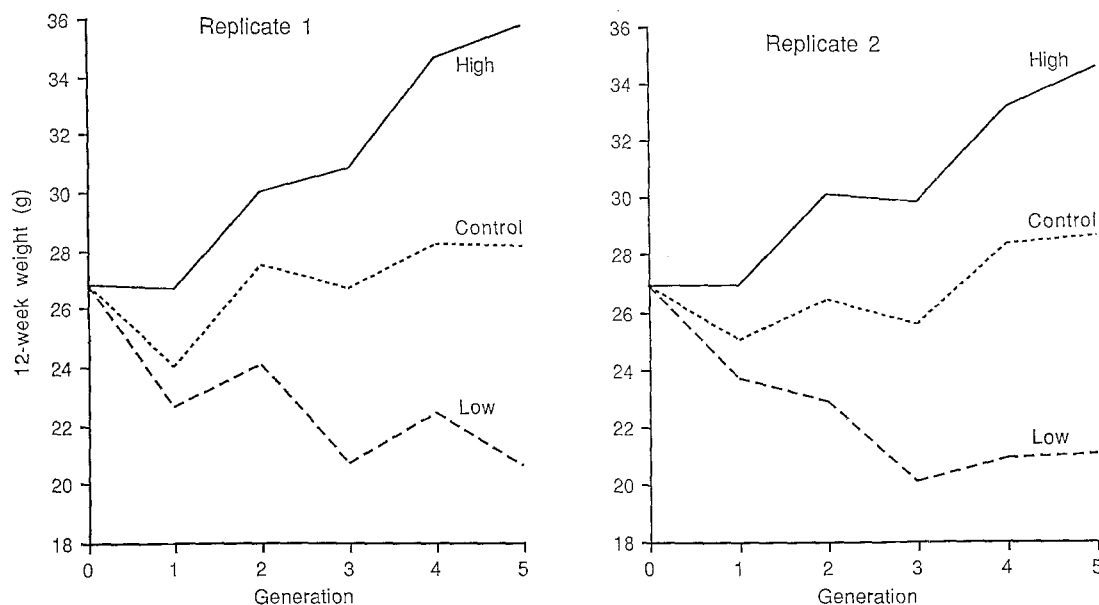 Replicate 1
12-week weight (g)
36
34
32
30
28
26
24
22
20
18
High
Control
Low
0 1 2 3 4 5
Generation
Replicate 2
36
34
32
30
28
26
24
22
20
18
High
Control
Low
0 1 2 3 4 5
Generation